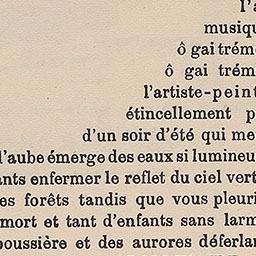 l'a
musiqu
ô gai trém
ô gai trém
l'artiste-peint
étincellement p
d'un soir d'été qui me
l'aube émerge des eaux si lumineu
ants enfermer le reflet du ciel vert
es forêts tandis que vous pleuri
mort et tant d'enfants sans larm
poussière et des aurores déferlan